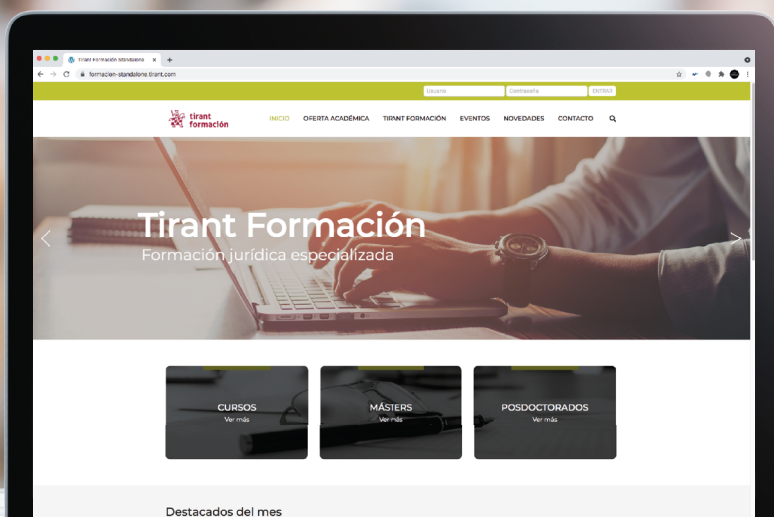 Tirant Formación Standalone
formacion-standalone.tirant.com
Usuario
Contraseña
ENTRAR
tirant
formación
INICIO
OFERTA ACADÉMICA
TIRANT FORMACIÓN
EVENTOS
NOVEDADES
CONTACTO
Tirant Formación
Formación jurídica especializada
CURSOS
Ver más
MÁSTERS
Ver más
POSDOCTORADOS
Ver más
Destacados del mes